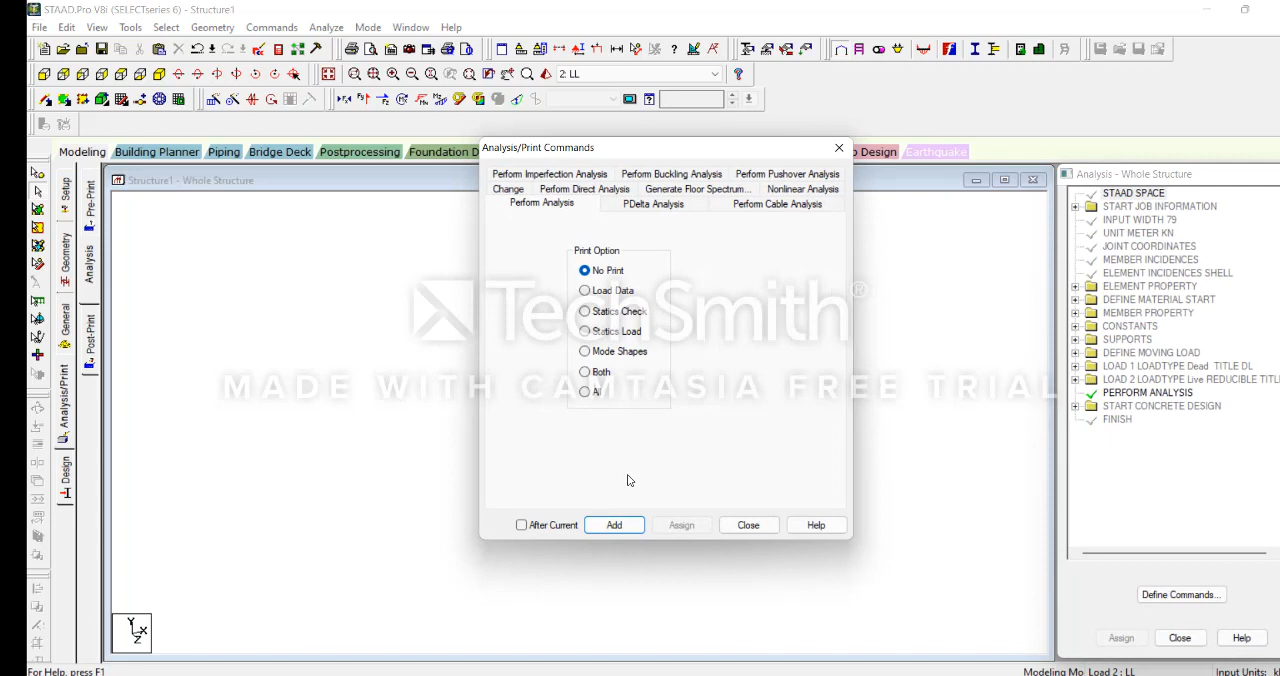 STAAD.Pro V8i (SELECTseries 6) - Structure1
File Edit View Tools Select Geometry Commands Analyze Mode Window Help
2: LL
Modeling Building Planner Piping Bridge Deck Postprocessing Foundation D
o Design Earthquake
Setup
Geometry
General
Analysis/Print
Design
Pre-Print
Analysis
Post-Print
Structure1 - Whole Structure
Analysis/Print Commands
Perform Imperfection Analysis Perform Buckling Analysis Perform Pushover Analysis
Change Perform Direct Analysis Generate Floor Spectrum... Nonlinear Analysis
Perform Analysis PDelta Analysis Perform Cable Analysis
Print Option
No Print
Load Data
Statics Check
Statics Load
Mode Shapes
Both
All
After Current Add Assign Close Help
TechSmith®
MADE WITH CAMTASIA FREE TRIAL
Analysis - Whole Structure
STAAD SPACE
START JOB INFORMATION
INPUT WIDTH 79
UNIT METER KN
JOINT COORDINATES
MEMBER INCIDENCES
ELEMENT INCIDENCES SHELL
ELEMENT PROPERTY
DEFINE MATERIAL START
MEMBER PROPERTY
CONSTANTS
SUPPORTS
DEFINE MOVING LOAD
LOAD 1 LOADTYPE Dead TITLE DL
LOAD 2 LOADTYPE Live REDUCIBLE TITL
PERFORM ANALYSIS
START CONCRETE DESIGN
FINISH
Define Commands...
Assign Close Help
Y
X
Z
For Help, press F1
Modeling Mo Load 2 : LL Input Units: